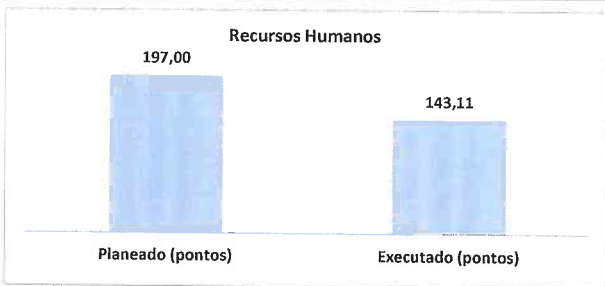 Recursos Humanos
197,00
143,11
Planeado (pontos)
Executado (pontos)